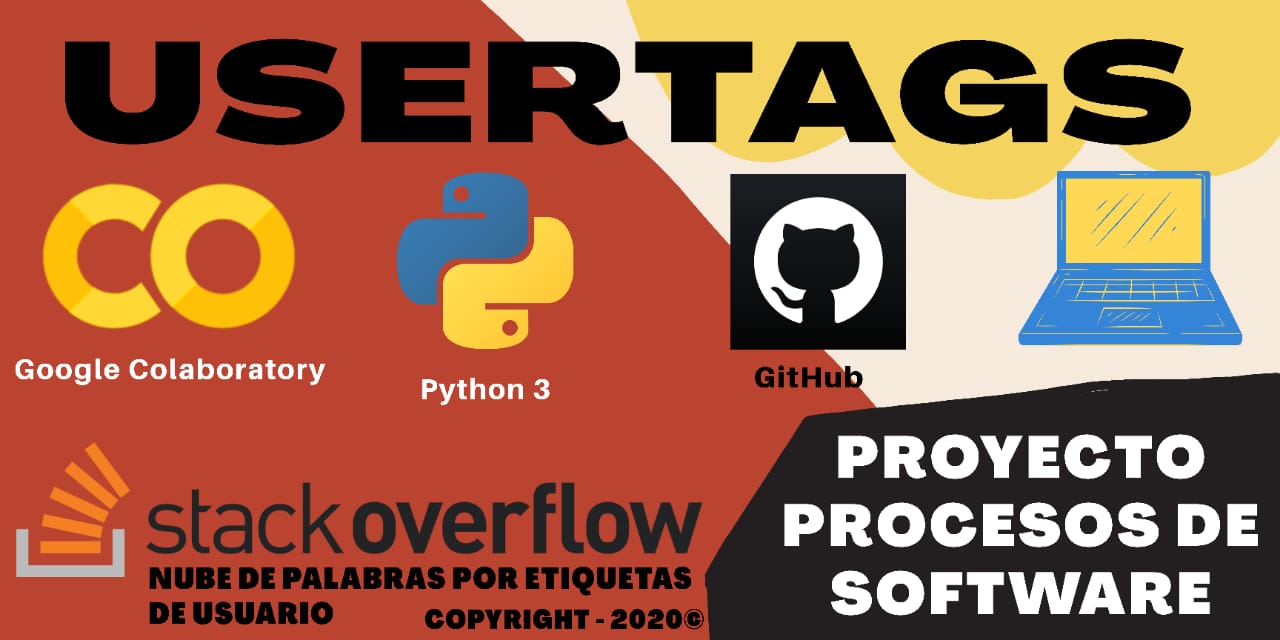 USERTAGS
CO
Google Colaboratory
Python 3
GitHub
stackoverflow
NUBE DE PALABRAS POR ETIQUETAS
DE USUARIO
COPYRIGHT - 2020©
PROYECTO
PROCESOS DE
SOFTWARE